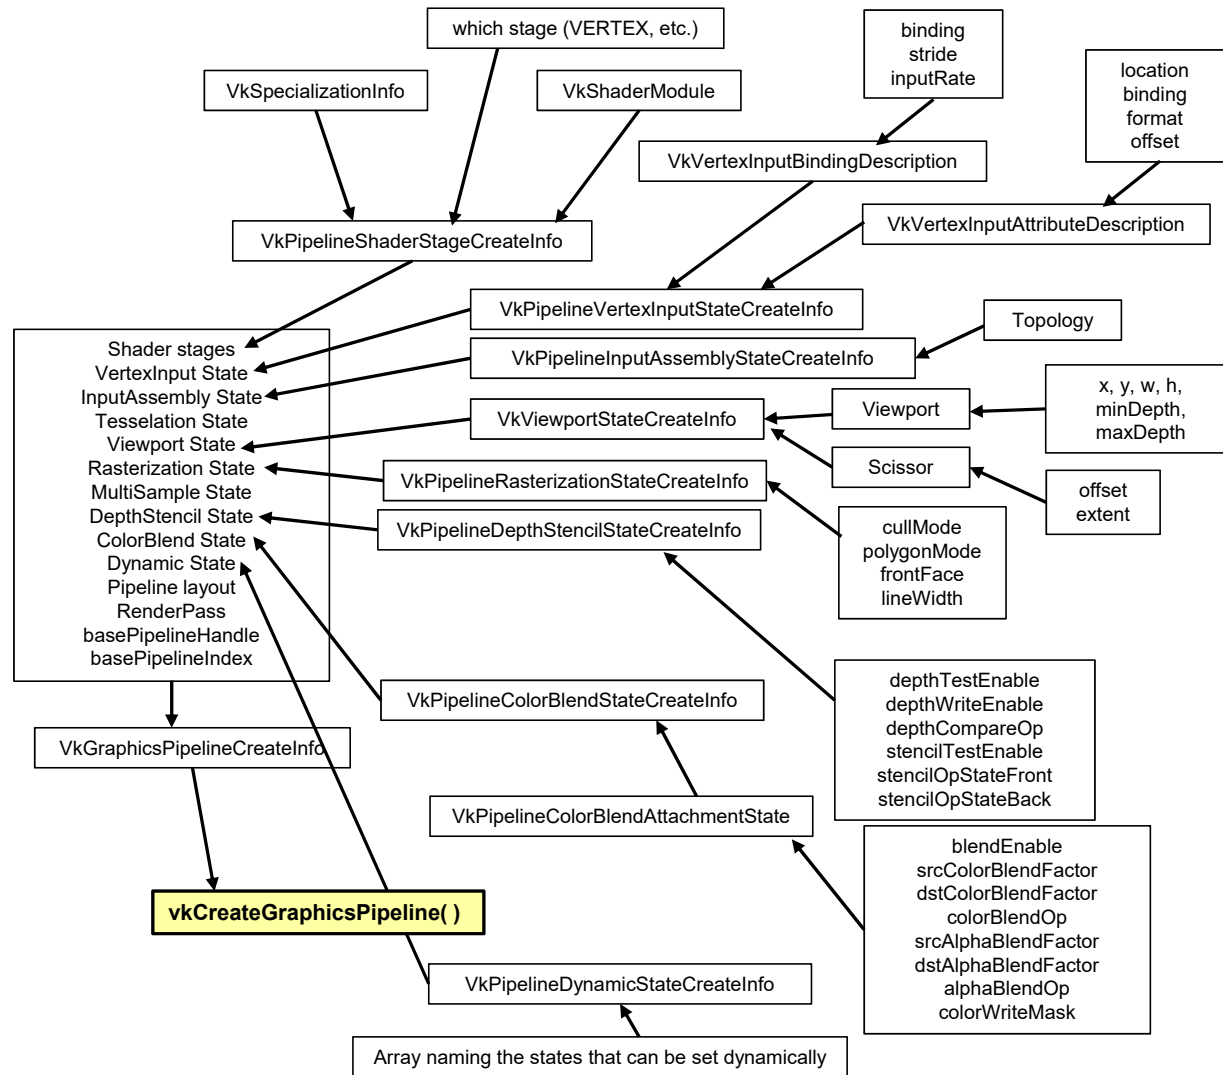 which stage (VERTEX, etc.)
binding
stride
inputRate
location
binding
format
offset
VkSpecializationInfo
VkShaderModule
VkVertexInputBindingDescription
VkVertexInputAttributeDescription
VkPipelineShaderStageCreateInfo
VkPipelineVertexInputStateCreateInfo
Topology
VkPipelineInputAssemblyStateCreateInfo
Shader stages
VertexInput State
InputAssembly State
Tesselation State
Viewport State
Rasterization State
MultiSample State
DepthStencil State
ColorBlend State
Dynamic State
Pipeline layout
RenderPass
basePipelineHandle
basePipelineIndex
VkViewportStateCreateInfo
Viewport
x, y, w, h,
minDepth,
maxDepth
Scissor
offset
extent
VkPipelineRasterizationStateCreateInfo
cullMode
polygonMode
frontFace
lineWidth
VkPipelineDepthStencilStateCreateInfo
depthTestEnable
depthWriteEnable
depthCompareOp
stencilTestEnable
stencilOpStateFront
stencilOpStateBack
VkPipelineColorBlendStateCreateInfo
VkGraphicsPipelineCreateInfo
VkPipelineColorBlendAttachmentState
blendEnable
srcColorBlendFactor
dstColorBlendFactor
colorBlendOp
srcAlphaBlendFactor
dstAlphaBlendFactor
alphaBlendOp
colorWriteMask
vkCreateGraphicsPipeline( )
VkPipelineDynamicStateCreateInfo
Array naming the states that can be set dynamically